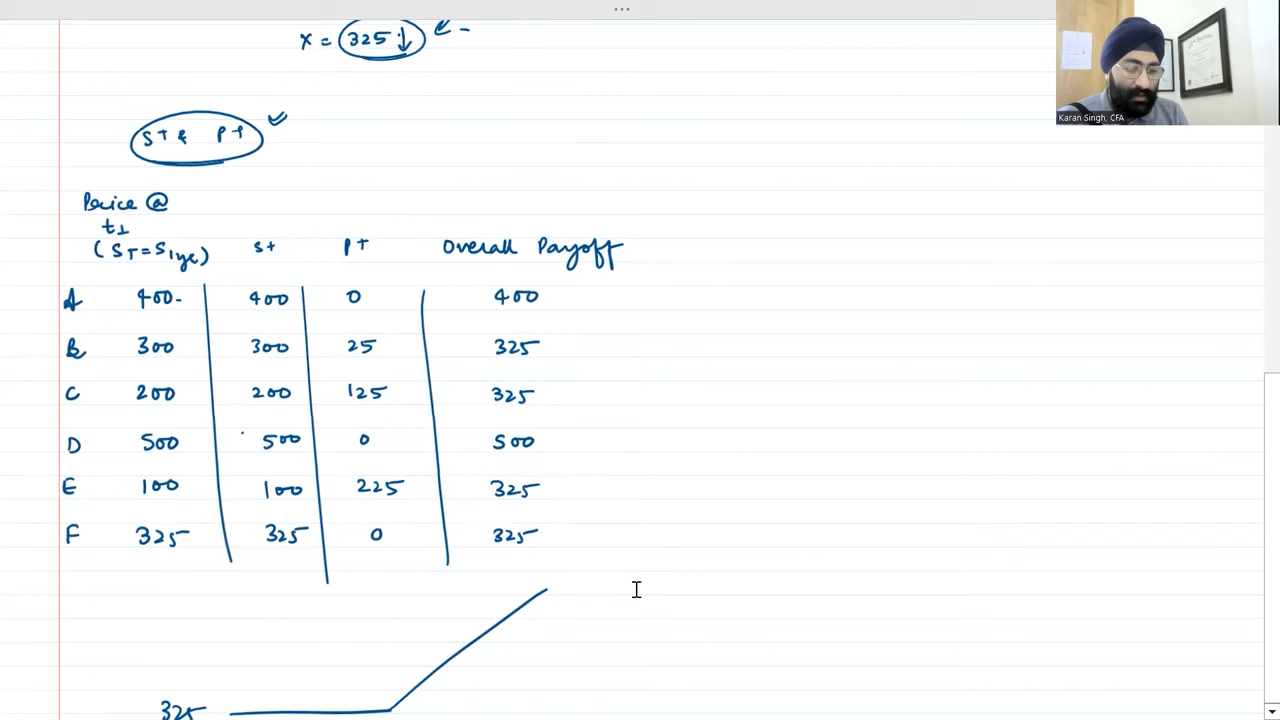 x = 325 ↓
Karan Singh, CFA
S+ & P+
Price @
t1
(ST = S1yr) S+ P+ Overall Payoff
A 400 400 0 400
B 300 300 25 325
C 200 200 125 325
D 500 500 0 500
E 100 100 225 325
F 325 325 0 325
325